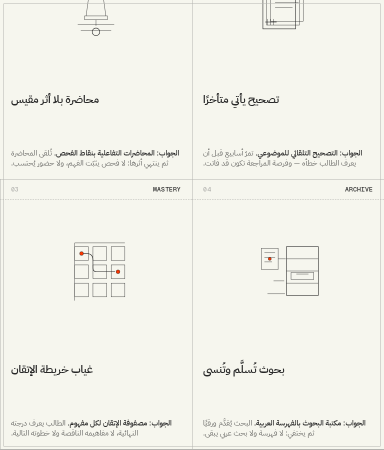 تصحيح يأتي متأخرًا
الجواب: التصحيح التلقائي للموضوعي. تمرّ أسابيع قبل أن
يعرف الطالب خطأه — وفرصة المراجعة تكون قد فاتت.
محاضرة بلا أثر مقيس
الجواب: المحاضرات التفاعلية بنقاط الفحص. تُلقى المحاضرة
ثم ينتهي أثرها: لا فحص يثبّت الفهم، ولا حضور يُحتسب.
03 MASTERY
غياب خريطة الإتقان
الجواب: مصفوفة الإتقان لكل مفهوم. الطالب يعرف درجته
النهائية، لا مفاهيمه الناقصة ولا خطوته التالية.
04 ARCHIVE
بحوث تُسلَّم وتُنسى
الجواب: مكتبة البحوث بالفهرسة العربية. البحث يُقدَّم ورقيًا
ثم يختفي: لا فهرسة ولا بحث عربي يبقى.